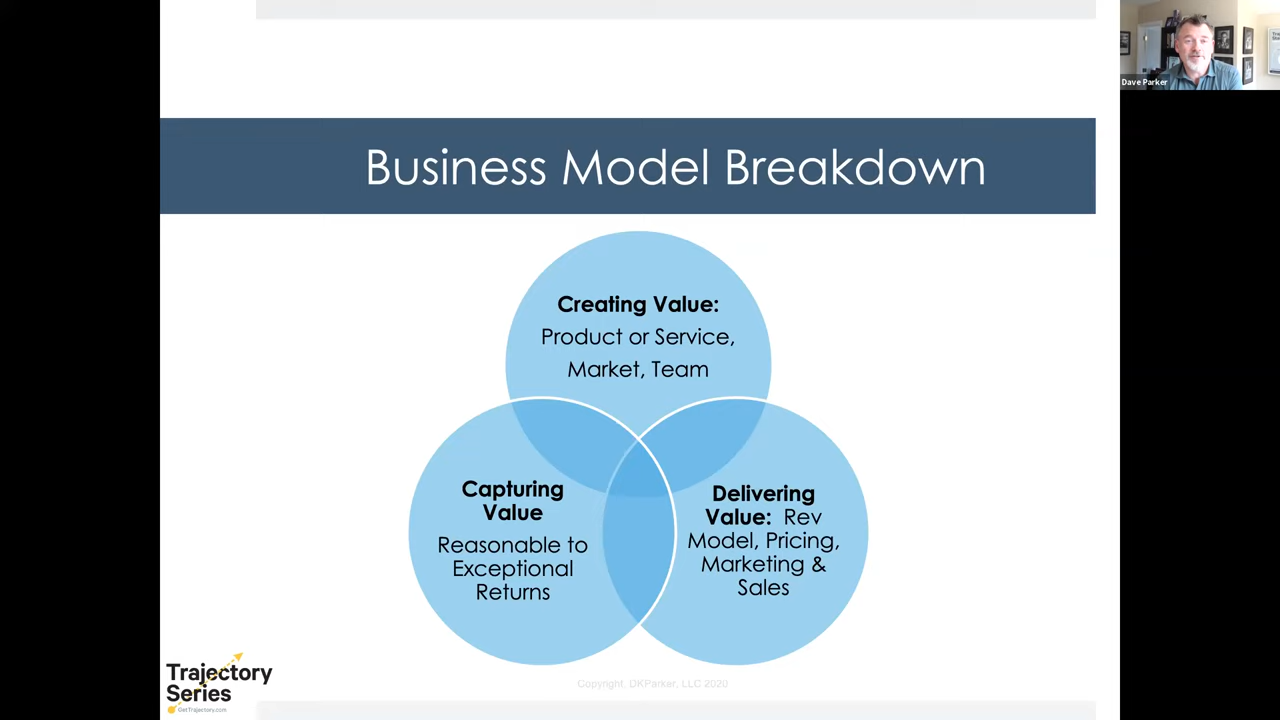 Dave Parker
Business Model Breakdown
Creating Value:
Product or Service,
Market, Team
Capturing
Value
Reasonable to
Exceptional
Returns
Delivering
Value: Rev
Model, Pricing,
Marketing &
Sales
Trajectory
Series
GetTrajectory.com
Copyright, DKParker, LLC 2020